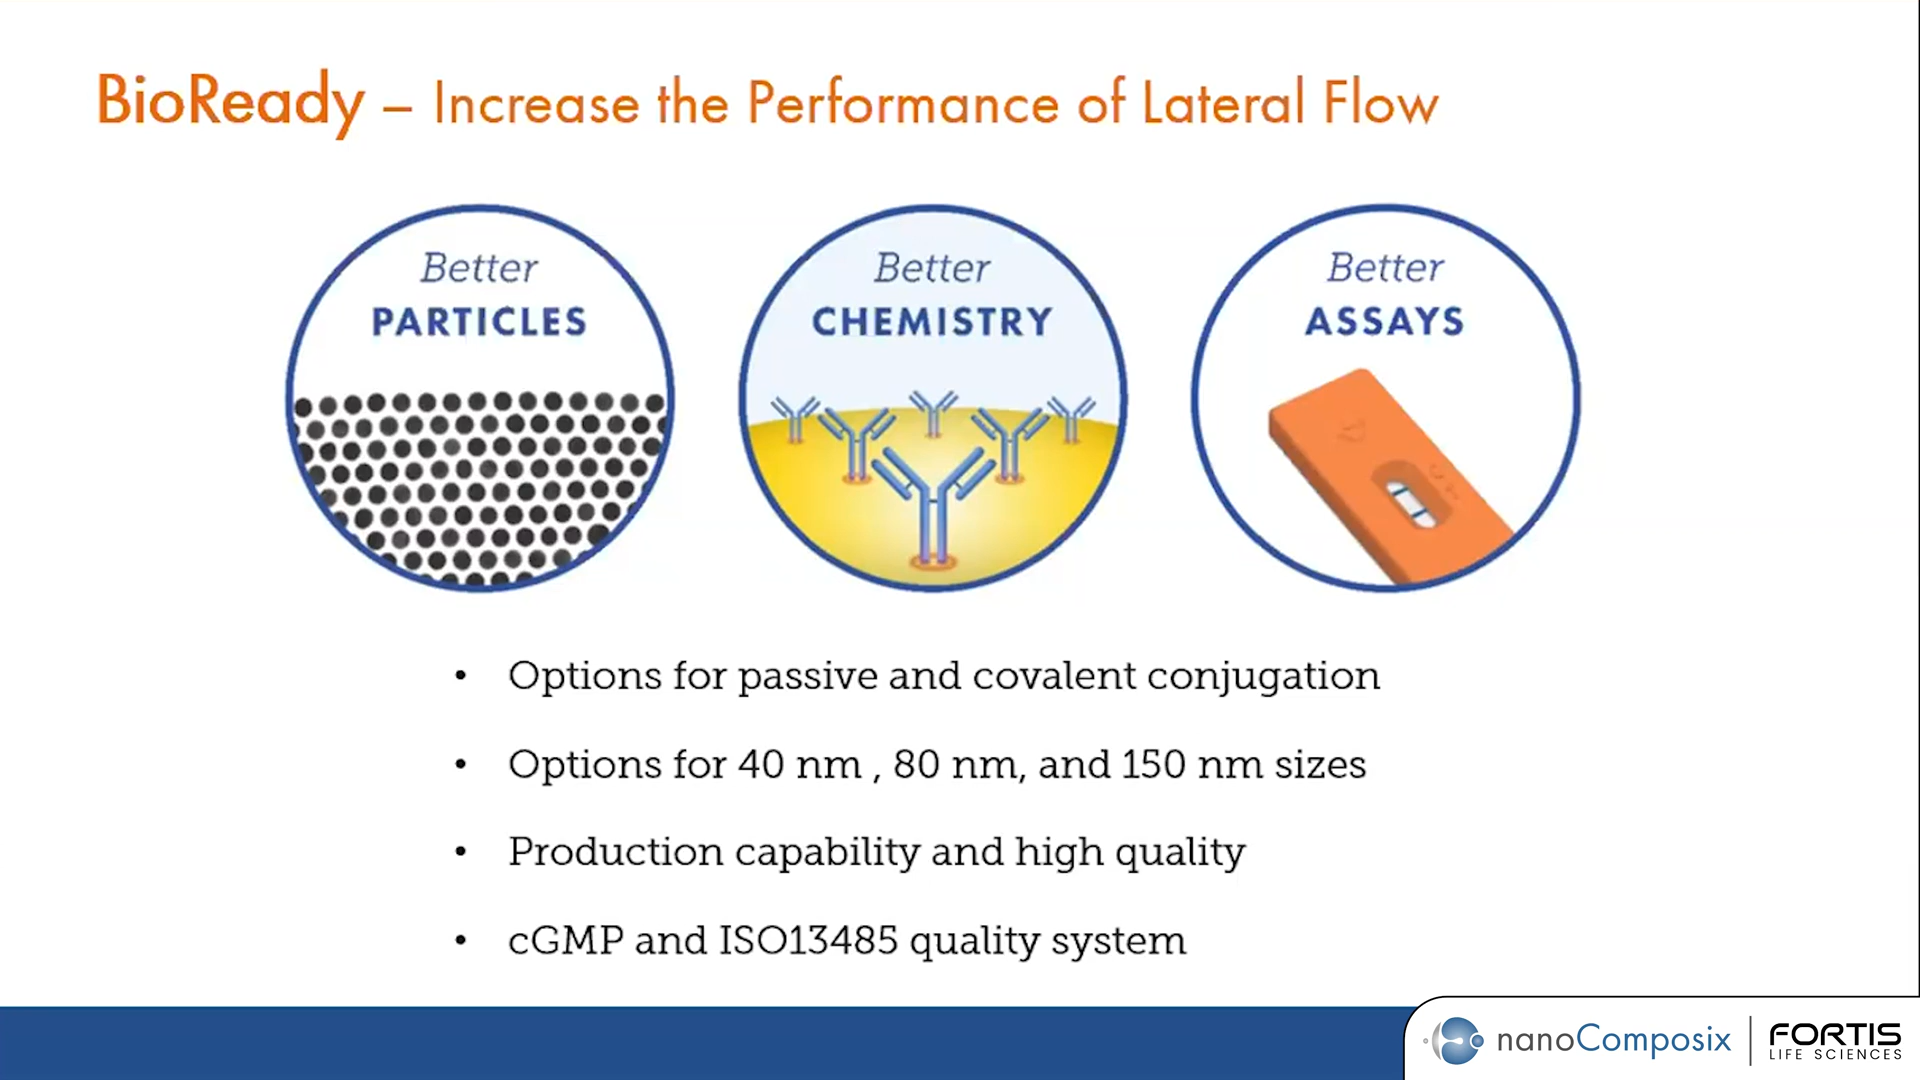 BioReady – Increase the Performance of Lateral Flow
Better
PARTICLES
Better
CHEMISTRY
Better
ASSAYS
• Options for passive and covalent conjugation
• Options for 40 nm , 80 nm, and 150 nm sizes
• Production capability and high quality
• cGMP and ISO13485 quality system
nanoComposix
FORTIS
LIFE SCIENCES